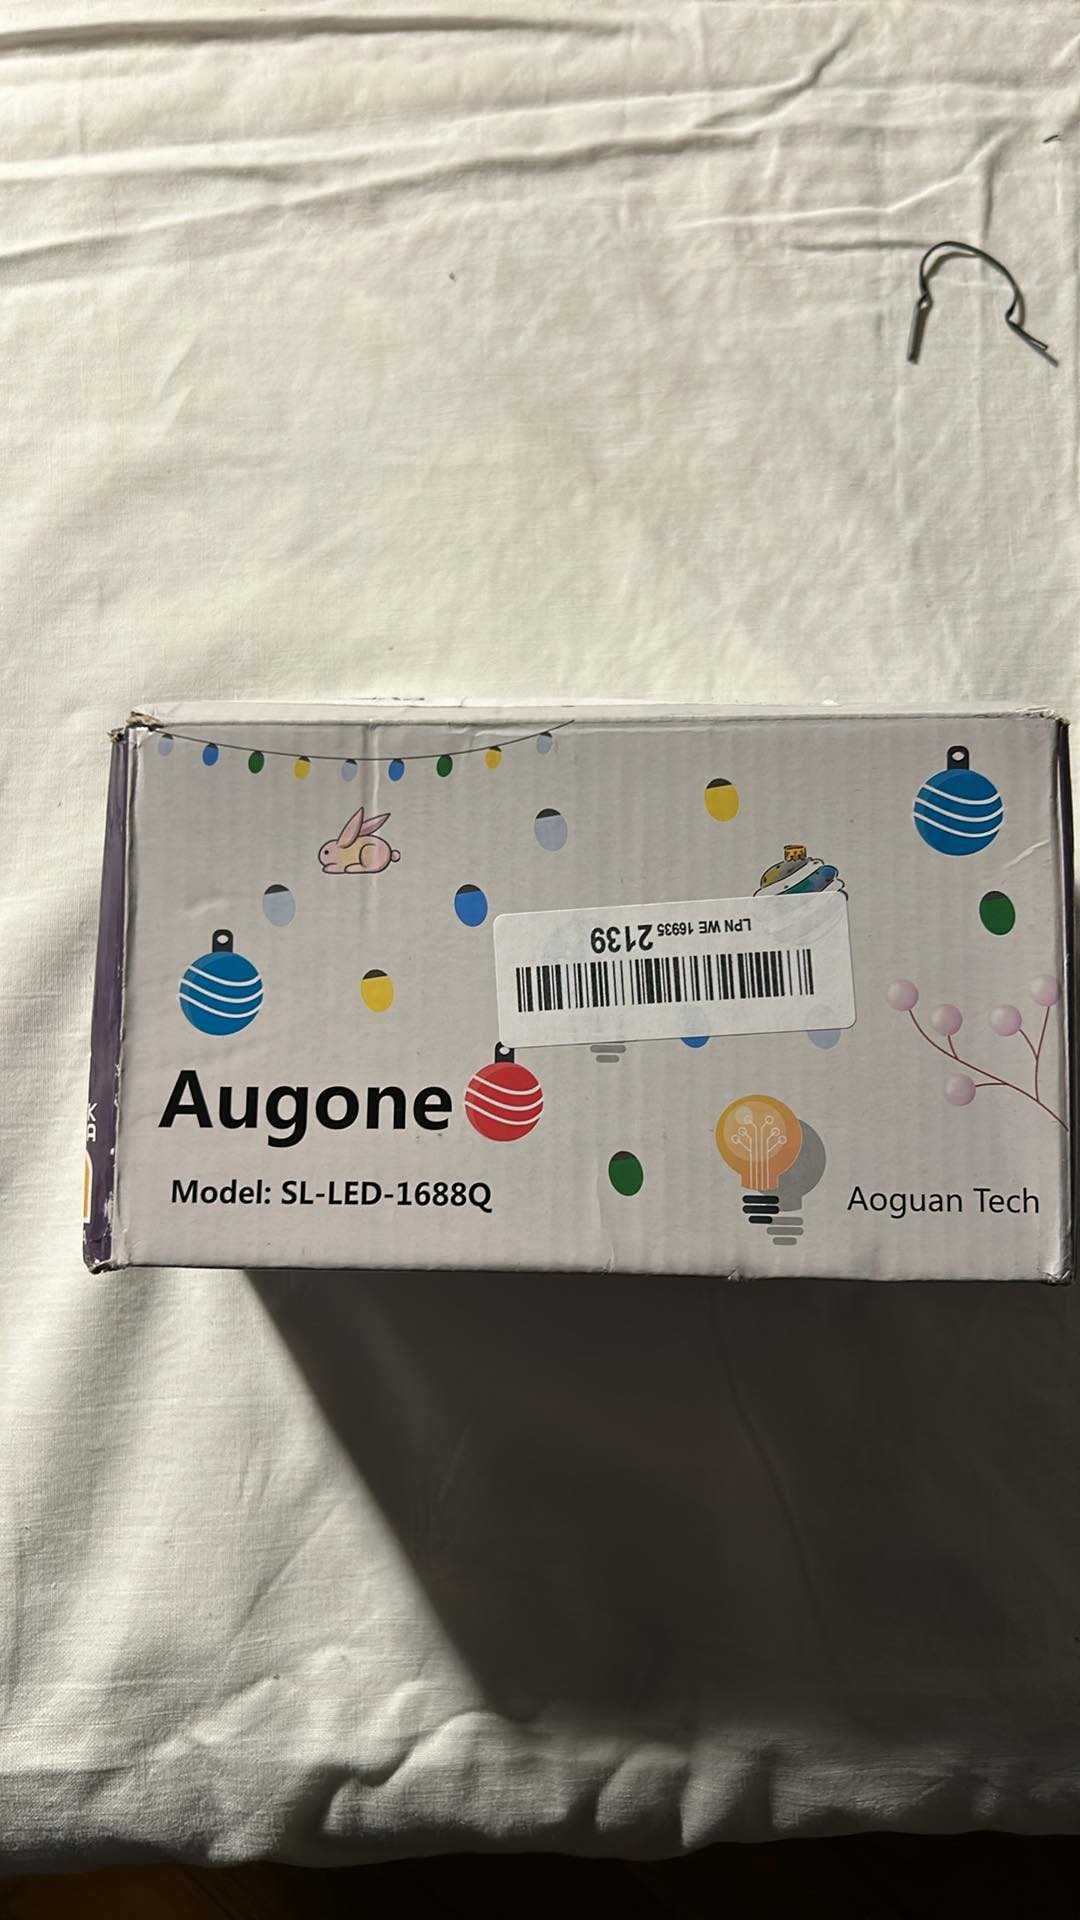 LPN WE 16935 2139
Augone
Model: SL-LED-1688Q
Aoguan Tech